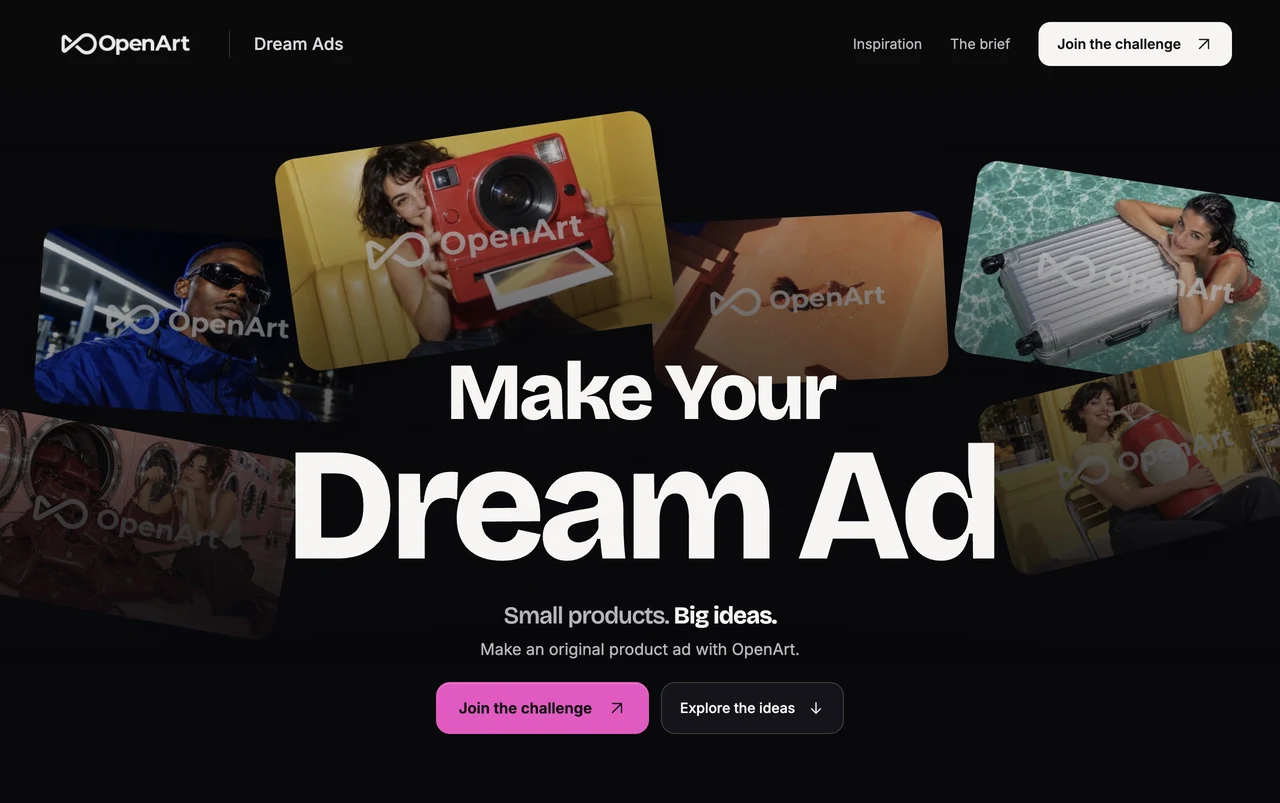 OpenArt
Dream Ads
Inspiration
The brief
Join the challenge
OpenArt
OpenArt
OpenArt
OpenArt
OpenArt
OpenArt
Make Your
Dream Ad
Small products. Big ideas.
Make an original product ad with OpenArt.
Join the challenge
Explore the ideas